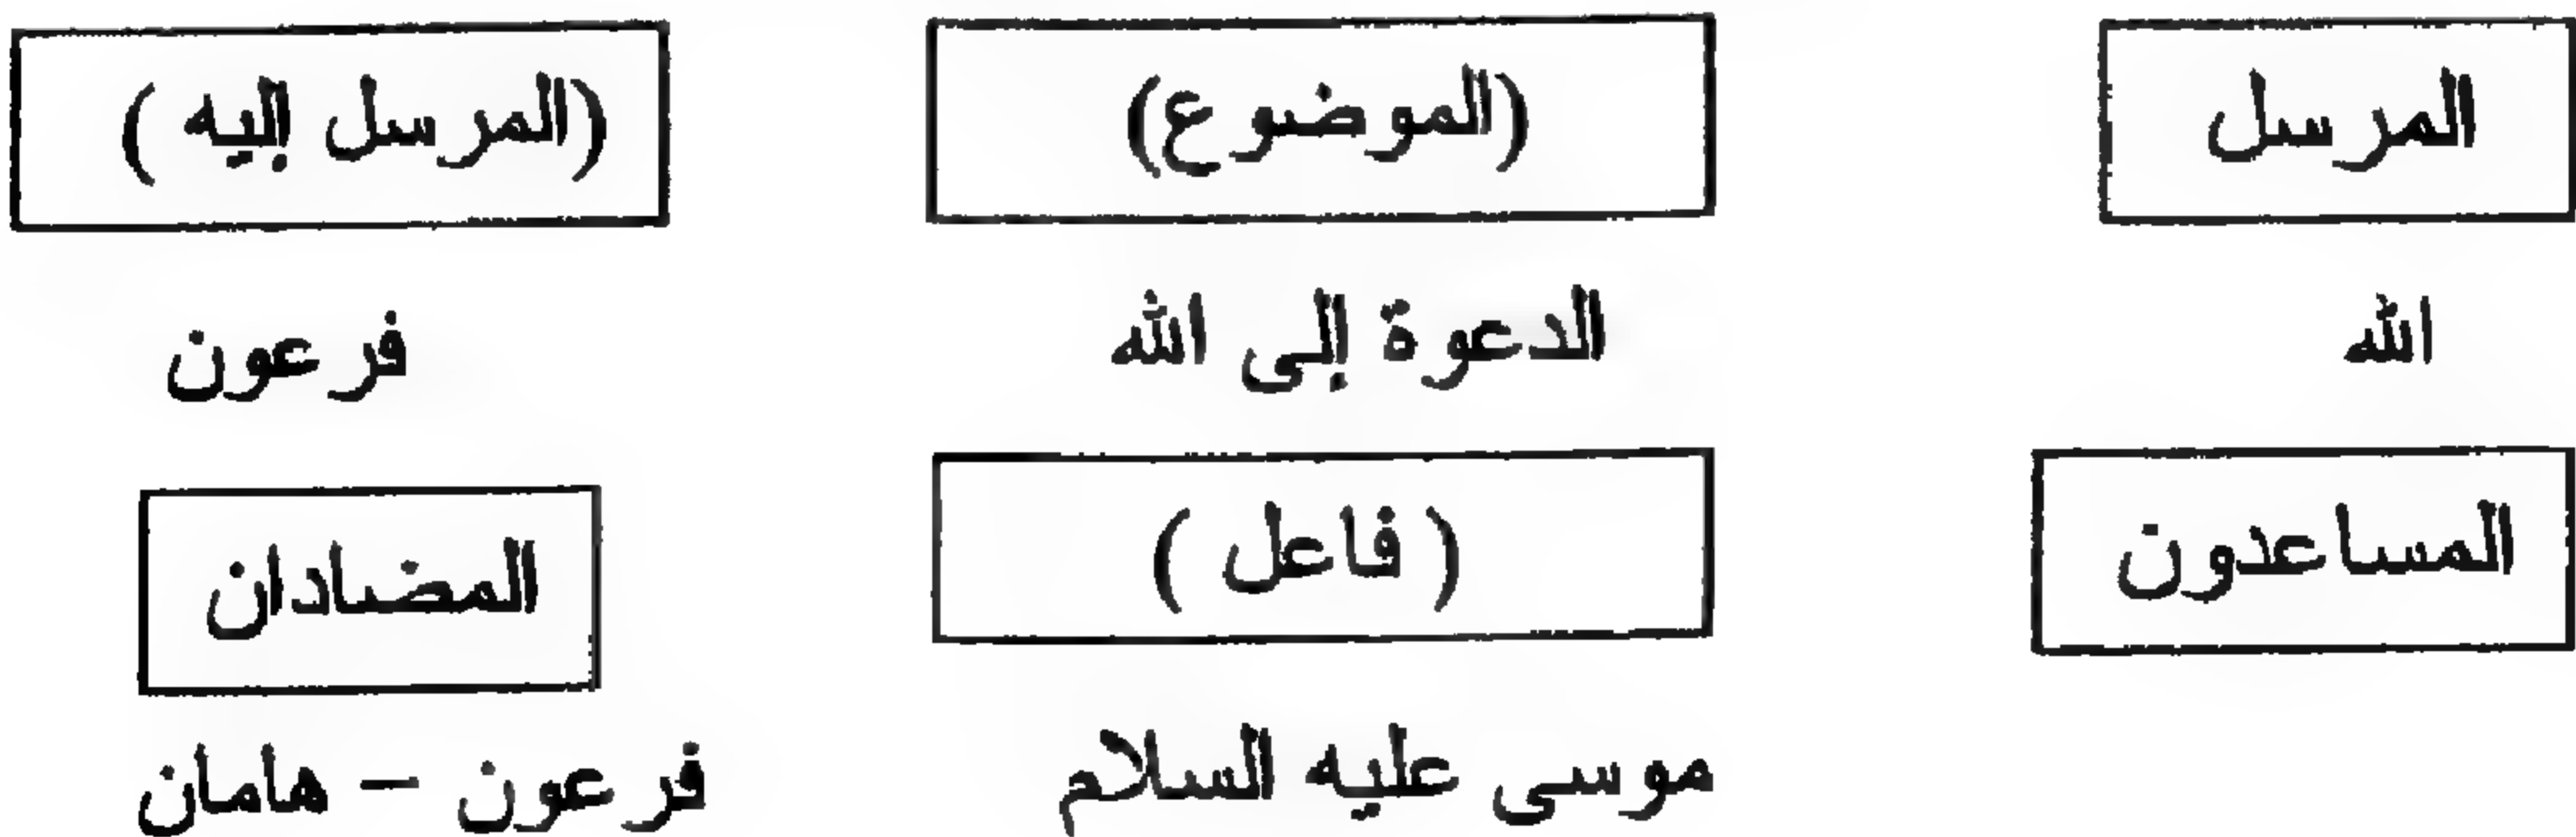 المرسل (الموضوع) (المرسل إليه )
الله الدعوة إلى الله فرعون
المساعدون ( فاعل ) المضادان
موسى عليه السلام فرعون – هامان